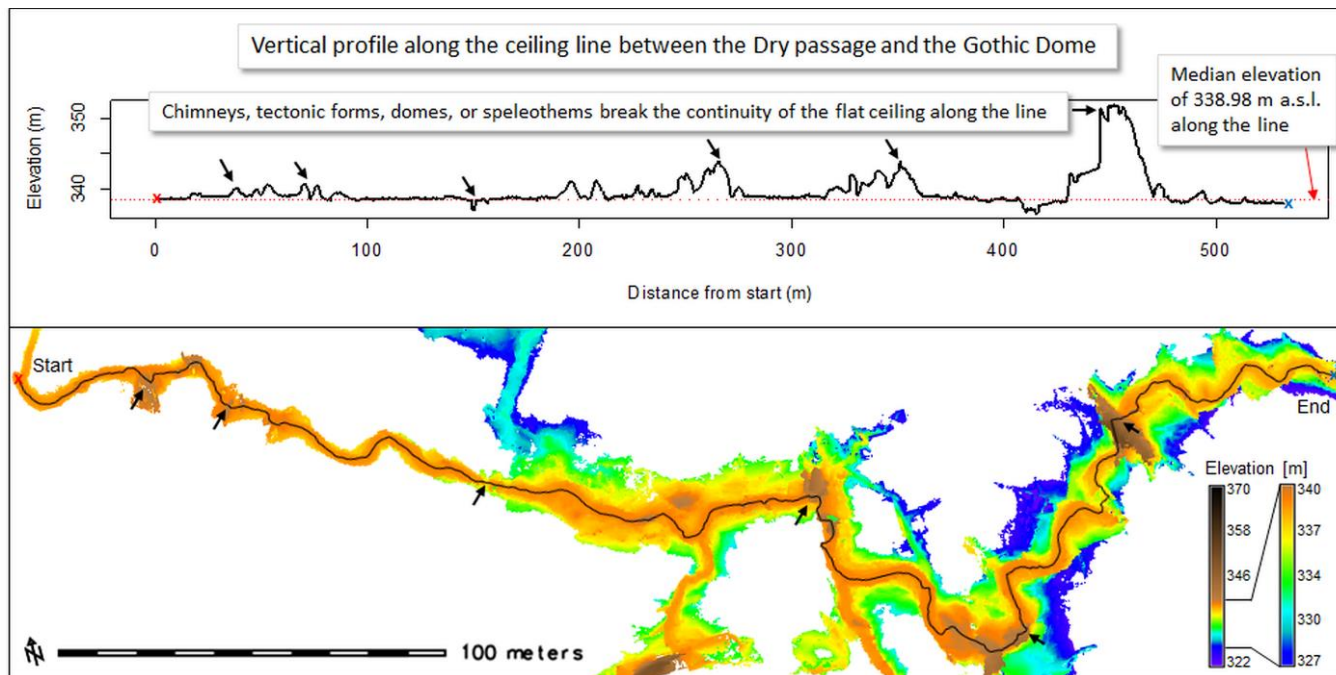 Vertical profile along the ceiling line between the Dry passage and the Gothic Dome
Chimneys, tectonic forms, domes, or speleothems break the continuity of the flat ceiling along the line
Median elevation
of 338.98 m a.s.l.
along the line
Elevation (m)
350
340
x
x
0
100
200
300
400
500
Distance from start (m)
Start
x
x
End
Elevation [m]
370
340
358
337
346
334
330
322
327
N
100 meters